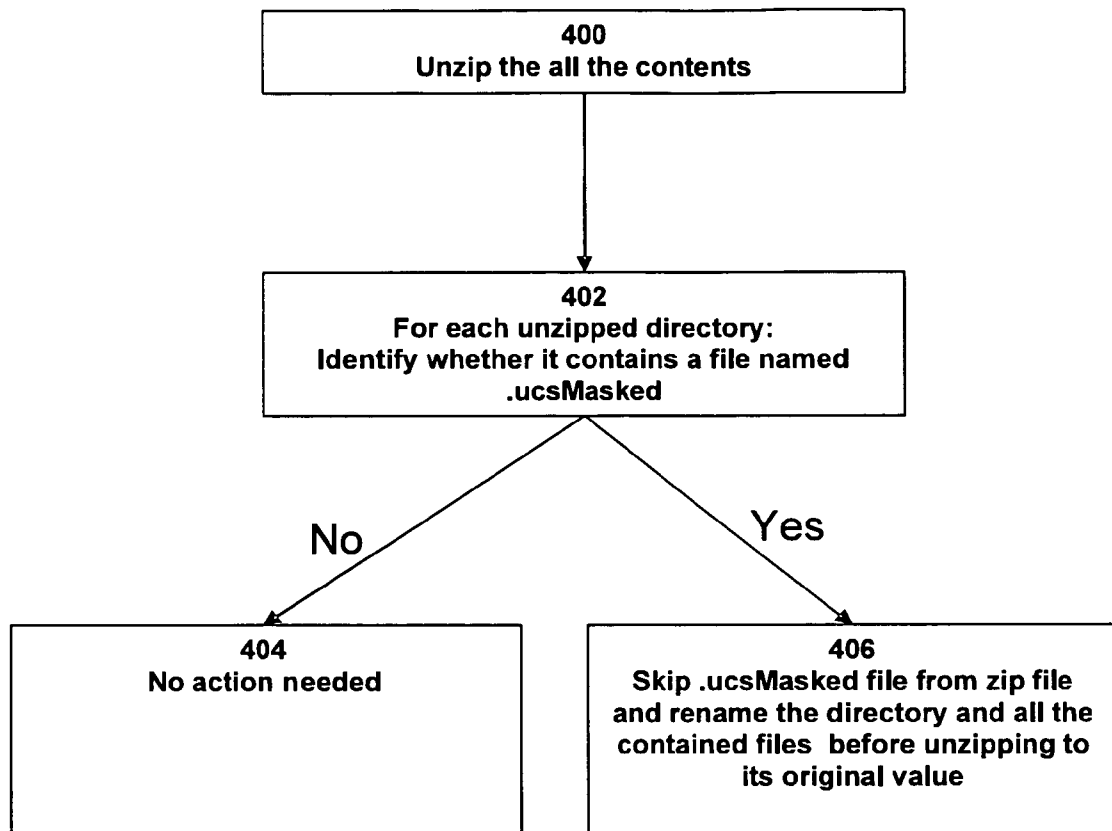 400
Unzip the all the contents
402
For each unzipped directory:
Identify whether it contains a file named
.ucsMasked
No
Yes
404
No action needed
406
Skip .ucsMasked file from zip file
and rename the directory and all the
contained files before unzipping to
its original value